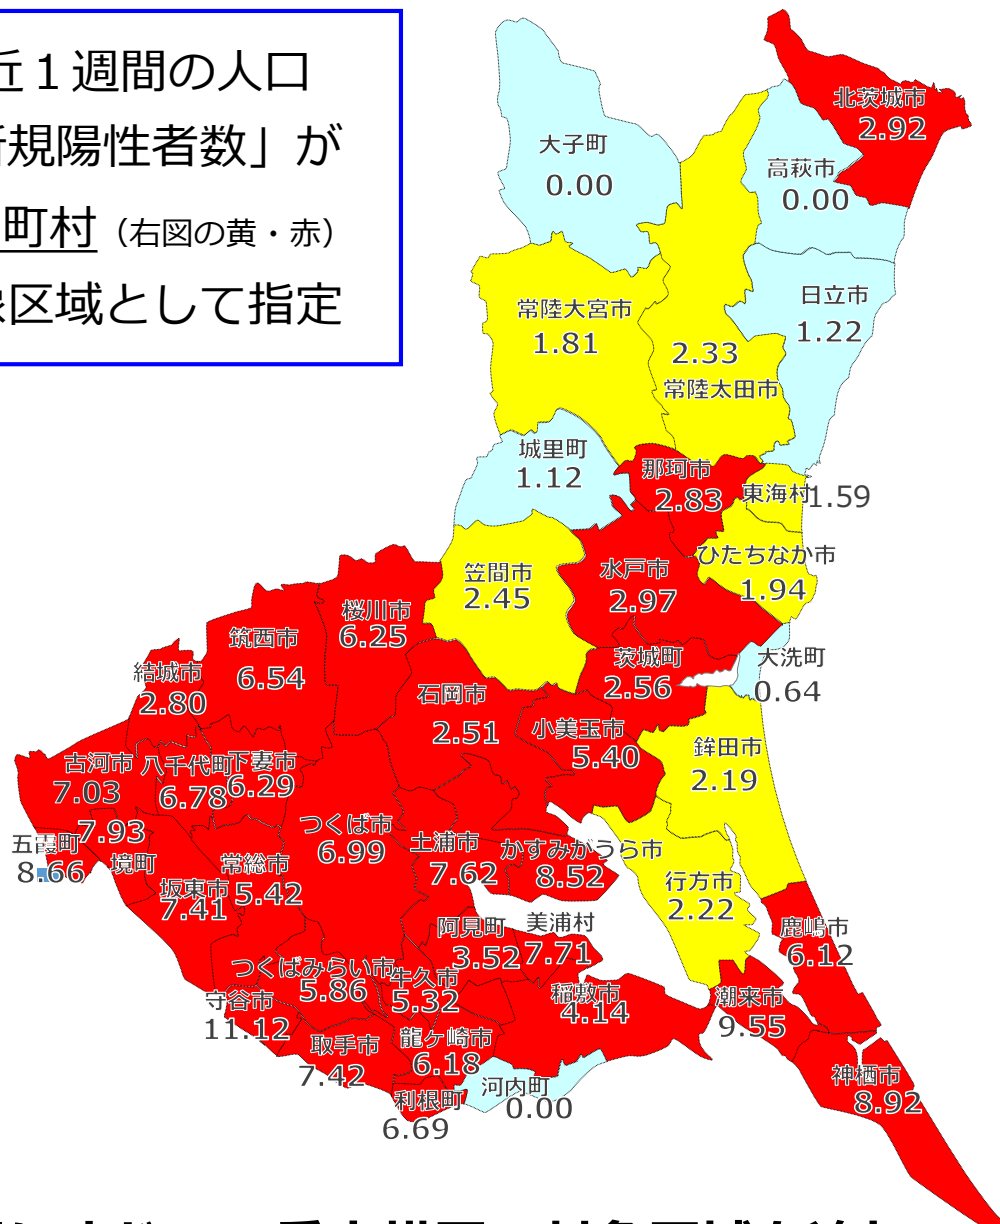 近１週間の人口
規陽性者数」が
町村（右図の黄・赤）
区域として指定
北茨城市
2.92
大子町
0.00
高萩市
0.00
日立市
1.22
常陸大宮市
1.81
2.33
常陸太田市
城里町
1.12
那珂市
2.83
東海村
1.59
ひたちなか市
1.94
笠間市
2.45
水戸市
2.97
桜川市
6.25
筑西市
6.54
茨城町
2.56
大洗町
0.64
結城市
2.80
石岡市
2.51
小美玉市
5.40
鉾田市
2.19
古河市
7.03
八千代町
6.78
下妻市
6.29
五霞町
8.66
7.93
境町
つくば市
6.99
土浦市
7.62
かすみがうら市
8.52
常総市
5.42
坂東市
7.41
行方市
2.22
阿見町
3.52
美浦村
7.71
鹿嶋市
6.12
つくばみらい市
5.86
牛久市
5.32
稲敷市
4.14
潮来市
9.55
守谷市
11.12
取手市
7.42
龍ヶ崎市
6.18
河内町
0.00
利根町
6.69
神栖市
8.92